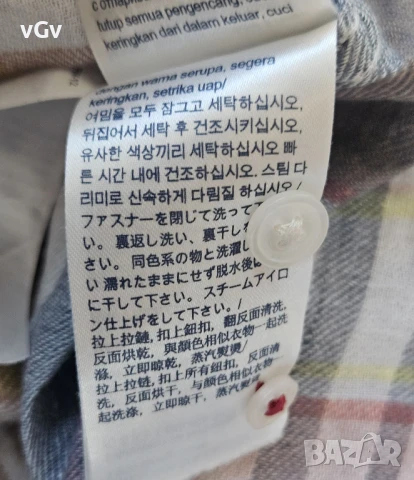 vGv
tutup semua pengencang, cuci
keringkan dari dalam keluar, cuci
dengan warna serupa, segera
keringkan, setrika uap/
여밈을 모두 잠그고 세탁하십시오,
뒤집어서 세탁 후 건조시키십시오,
유사한 색상끼리 세탁하십시오 빠
른 시간 내에 건조하십시오. 스팀 다
리미로 신속하게 다림질 하십시오/
ファスナーを閉じて洗って下
い。裏返し洗い、裏干し
さい。同色系の物と洗濯し
い 濡れたままにせず脱水後
に干して下さい。スチームアイロ
ン仕上げをして下さい。/
拉上拉鏈, 扣上鈕扣, 翻反面清洗,
反面烘乾, 與顏色相似衣物一起洗
滌, 立即晾乾, 蒸汽熨燙/
拉上拉链, 扣上所有纽扣, 反面清
洗, 反面烘干, 与颜色相似衣物一
起洗涤, 立即晾干, 蒸汽
BAZAR